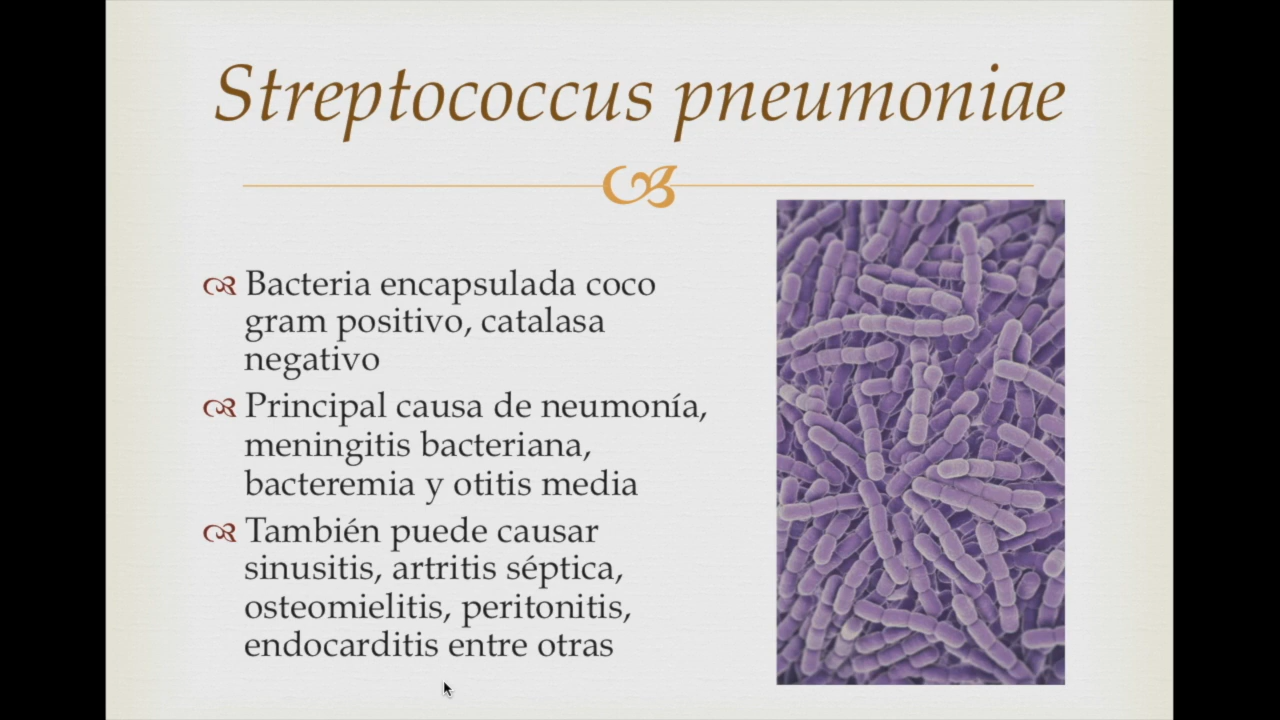 Streptococcus pneumoniae
Bacteria encapsulada coco
gram positivo, catalasa
negativo
Principal causa de neumonía,
meningitis bacteriana,
bacteremia y otitis media
También puede causar
sinusitis, artritis séptica,
osteomielitis, peritonitis,
endocarditis entre otras